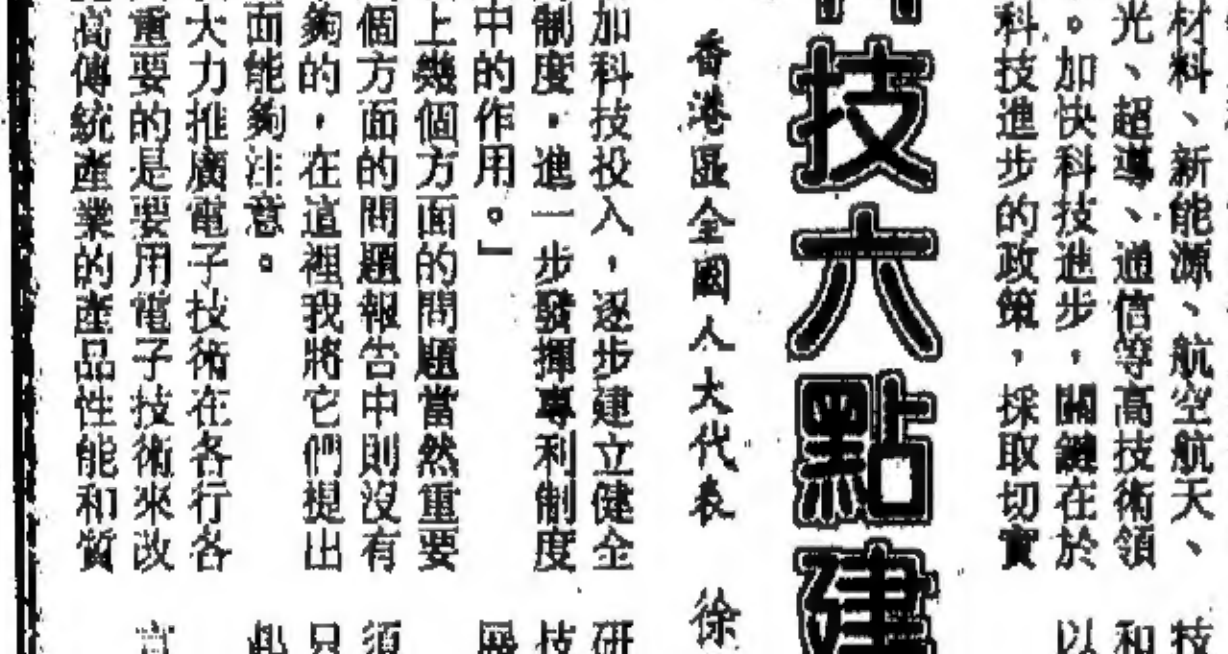 材料、新能源、航空航天、
光、超導、通信等高技術領
。加快科技進步，關鍵在於
科技進步的政策，採取切實
技六點建
香港區全國人大代表 徐
加科技投入，逐步建立健全
制度，進一步發揮專利制度
中的作用。」
上幾個方面的問題當然重要
個方面的問題報告中則沒有
夠的，在這裡我將它們提出
面能夠注意。
大力推廣電子技術在各行各
重要的是要用電子技術來改
高傳統產業的產品性能和質
技
和
以
研
技
展
須
只